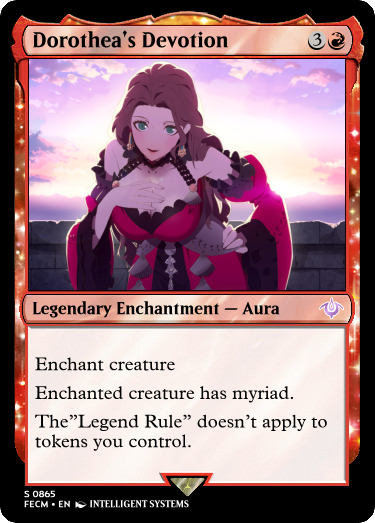 Dorothea's Devotion 3
Legendary Enchantment — Aura
Enchant creature
Enchanted creature has myriad.
The”Legend Rule” doesn't apply to
tokens you control.
S 0865
FECM • EN INTELLIGENT SYSTEMS